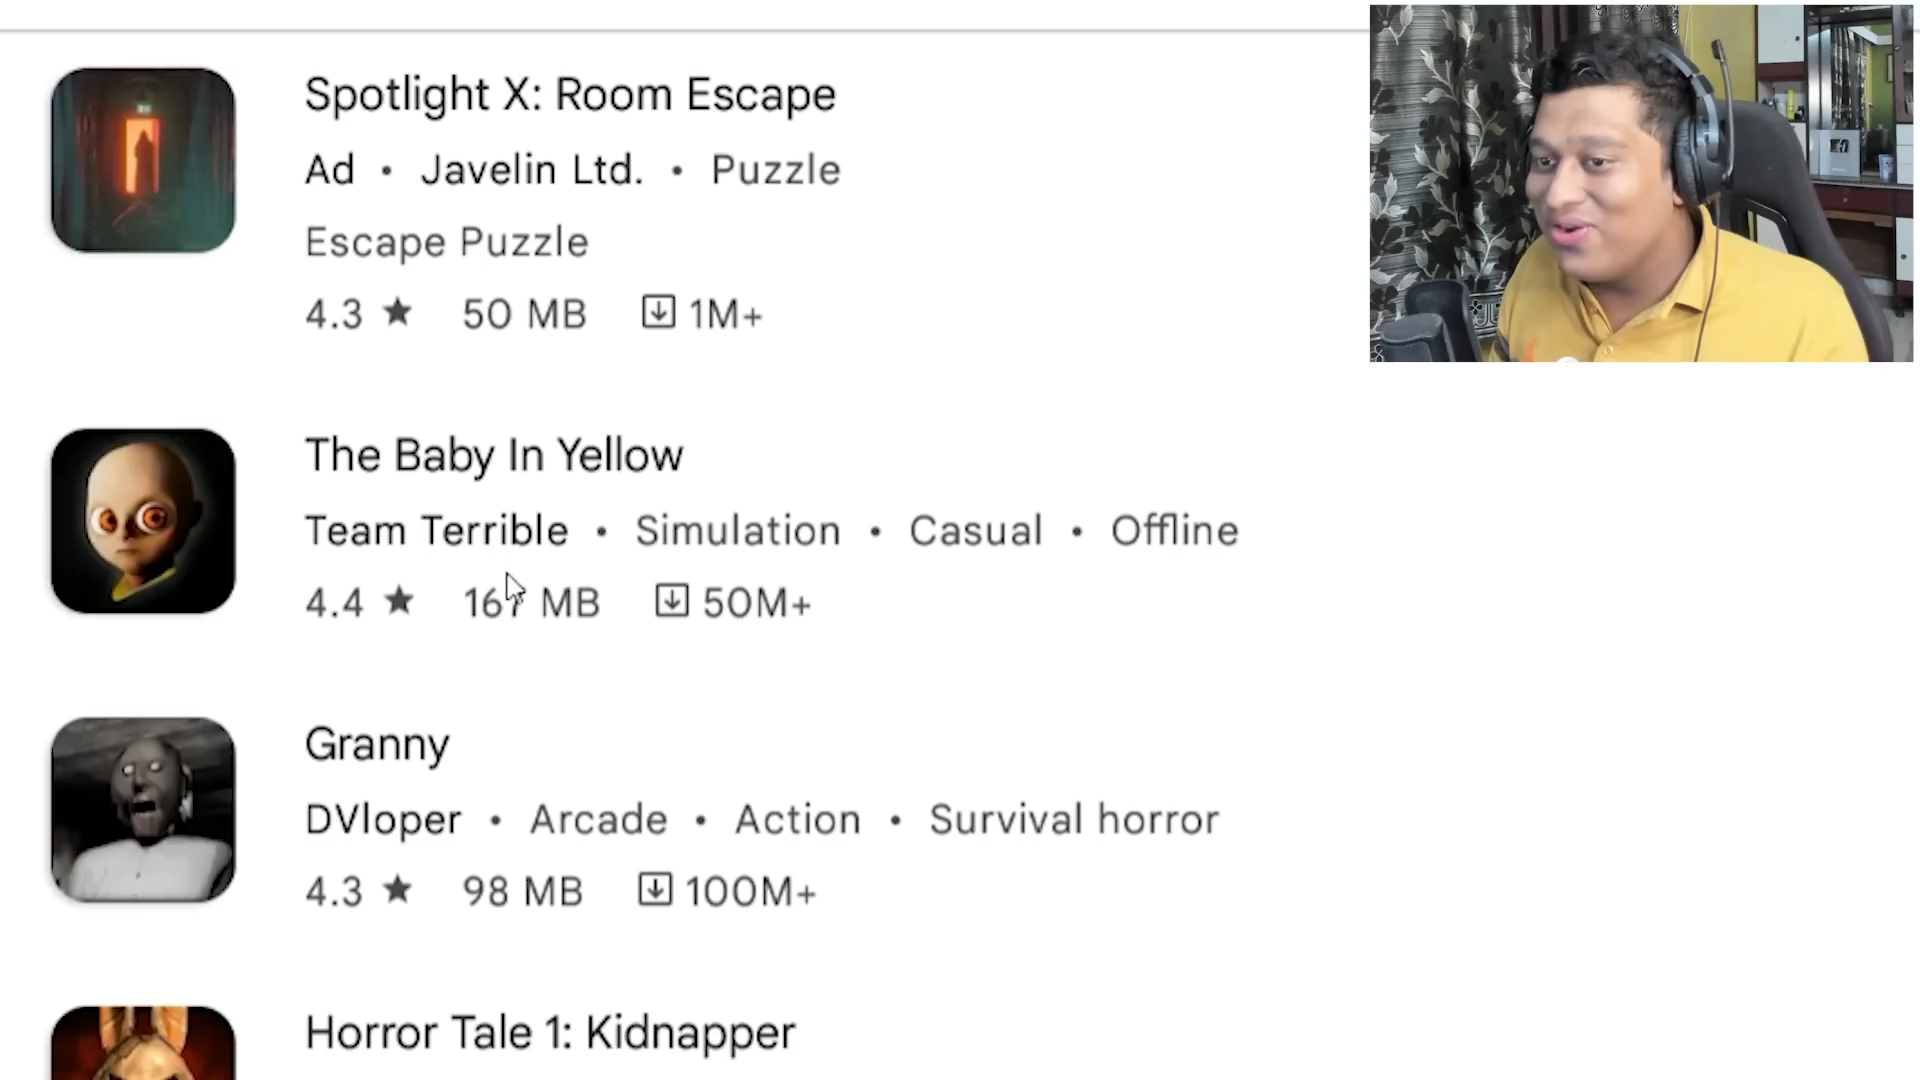 Spotlight X: Room Escape
Ad • Javelin Ltd. • Puzzle
Escape Puzzle
4.3 ★ 50 MB 1M+
The Baby In Yellow
Team Terrible • Simulation • Casual • Offline
4.4 ★ 167 MB 50M+
Granny
DVloper • Arcade • Action • Survival horror
4.3 ★ 98 MB 100M+
Horror Tale 1: Kidnapper